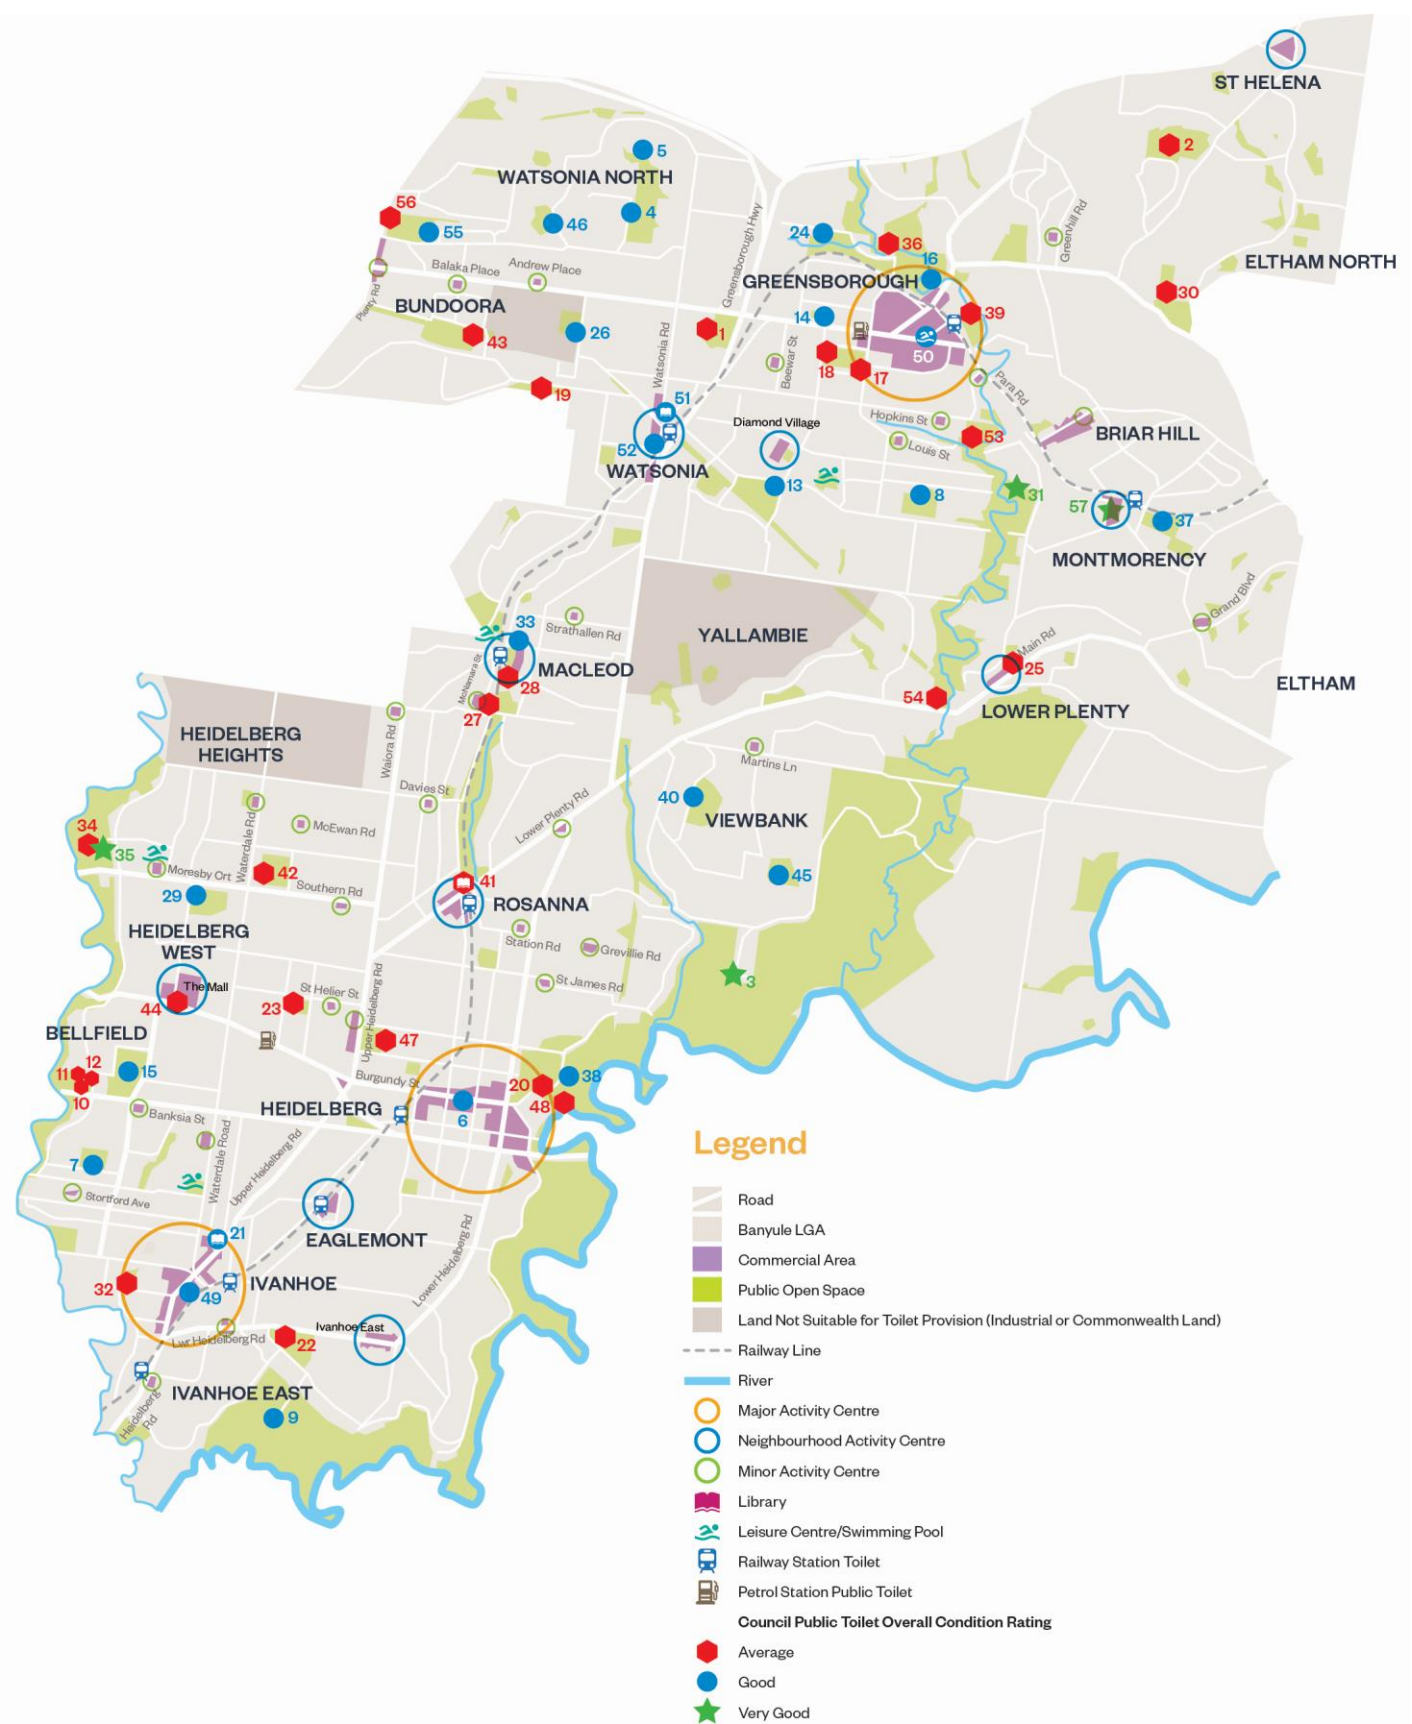 ST HELENA
2
5
WATSONIA NORTH
56
55
46
4
24
36
16
Greenhill Rd
ELTHAM NORTH
Greensborough Hwy
Balaka Place
Andrew Place
GREENSBOROUGH
Plenty Rd
BUNDOORA
30
14
39
43
26
1
Watsonia Rd
Beewar St
18
17
50
19
Para Rd
51
Diamond Village
Hopkins St
53
BRIAR HILL
52
Louis St
WATSONIA
13
8
31
57
37
MONTMORENCY
Grand Blvd
33
Strathallen Rd
YALLAMBIE
Main Rd
McNamara St
MACLEOD
28
25
54
ELTHAM
27
LOWER PLENTY
HEIDELBERG
HEIGHTS
Waiora Rd
Martins Ln
Davies St
40
Lower Plenty Rd
VIEWBANK
34
35
McEwan Rd
Waterdale Rd
Moresby Crt
42
Southern Rd
41
45
29
ROSANNA
HEIDELBERG
WEST
Station Rd
Greville Rd
The Mall
St Helier St
St James Rd
3
44
23
Upper Heidelberg Rd
BELLFIELD
47
12
11
10
15
Burgundy St
20
38
48
HEIDELBERG
6
Banksia St
Waterdale Road
Upper Heidelberg Rd
7
Stortford Ave
21
EAGLEMONT
Lower Heidelberg Rd
32
IVANHOE
49
Lwr Heidelberg Rd
22
Ivanhoe East
IVANHOE EAST
Heidelberg
Rd
9
Legend
Road
Banyule LGA
Commercial Area
Public Open Space
Land Not Suitable for Toilet Provision (Industrial or Commonwealth Land)
Railway Line
River
Major Activity Centre
Neighbourhood Activity Centre
Minor Activity Centre
Library
Leisure Centre/Swimming Pool
Railway Station Toilet
Petrol Station Public Toilet
Council Public Toilet Overall Condition Rating
Average
Good
Very Good